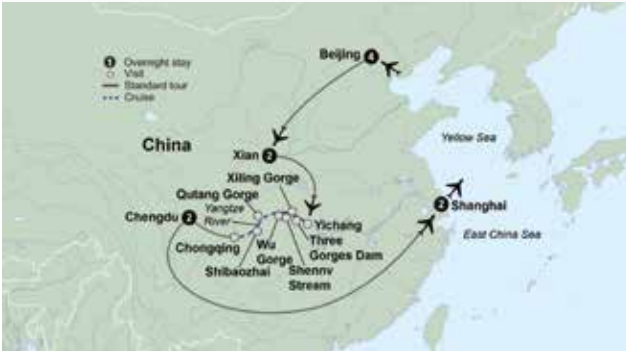 1 Overnight stay
Visit
Standard tour
Cruise
Beijing 4
Yellow Sea
China
Xian 2
Xiling Gorge
Qutang Gorge
Yangtze
River
Chengdu 2
Chongqing
Shibaozhai
Wu
Gorge
Shennv
Stream
Yichang
Three
Gorges Dam
2 Shanghai
East China Sea